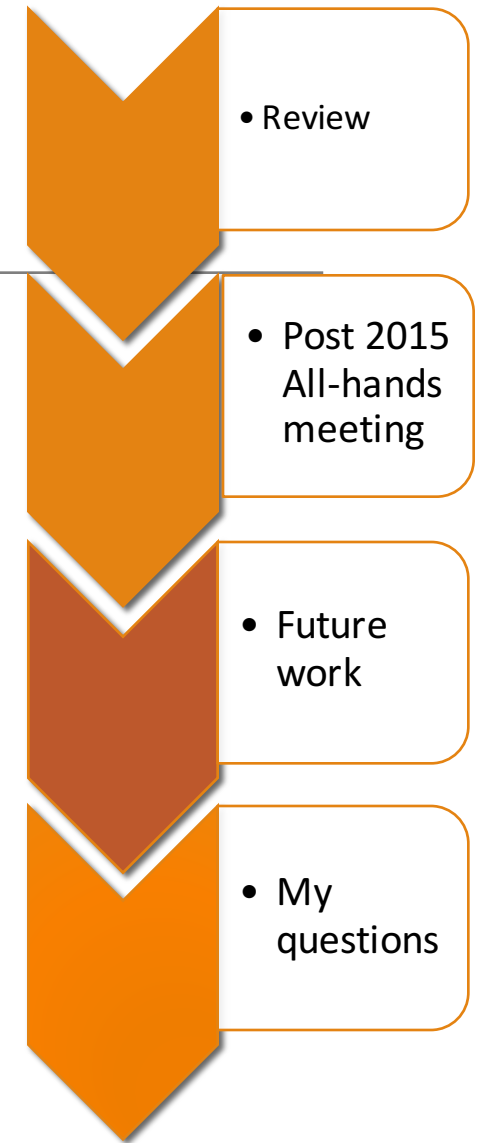 • Review
• Post 2015
All-hands
meeting
• Future
work
• My
questions